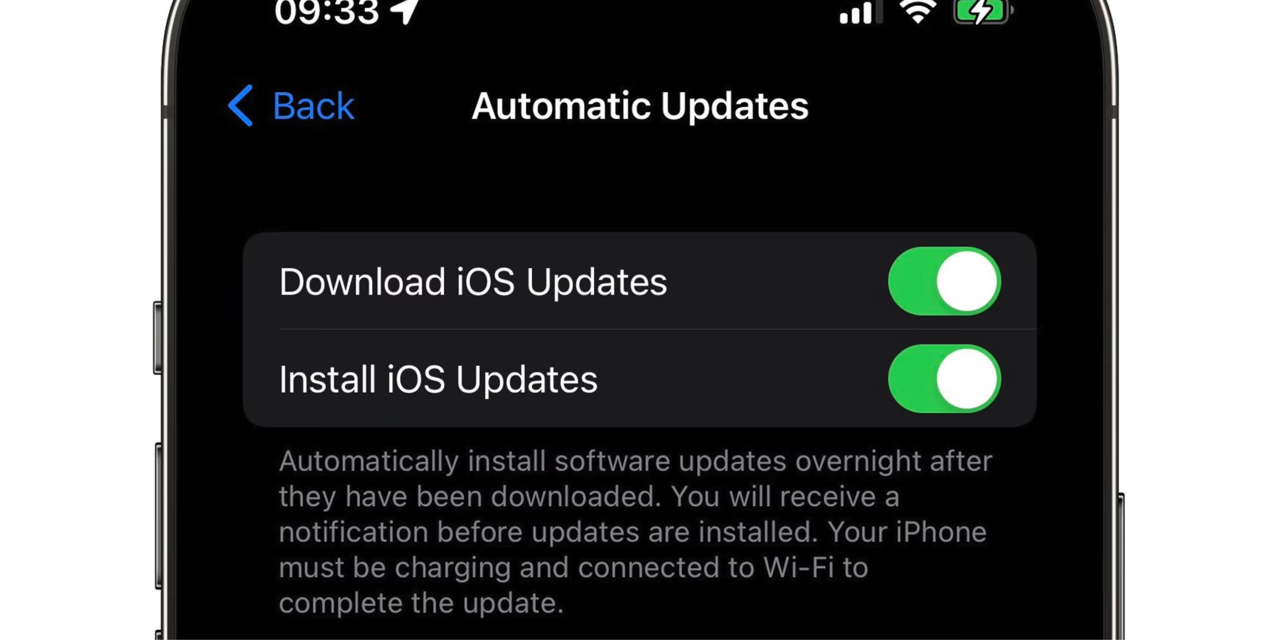 09:33
Back
Automatic Updates
Download iOS Updates
Install iOS Updates
Automatically install software updates overnight after
they have been downloaded. You will receive a
notification before updates are installed. Your iPhone
must be charging and connected to Wi-Fi to
complete the update.